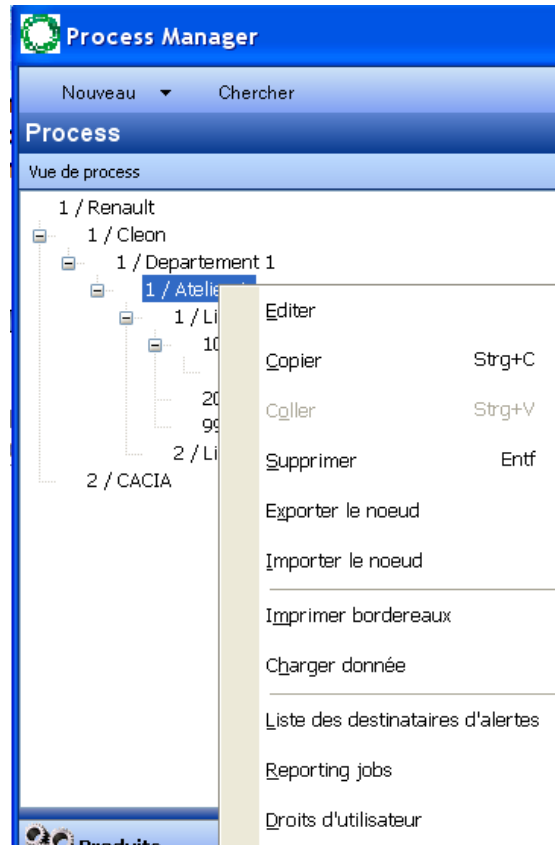 Process Manager
Nouveau Chercher
Process
Vue de process
1 / Renault
1 / Cleon
1 / Departement 1
1 / Atelie
1 / Li
10
20
99
2 / Li
2 / CACIA
Editer
Copier Strg+C
Coller Strg+V
Supprimer Entf
Exporter le noeud
Importer le noeud
Imprimer bordereaux
Charger donnée
Liste des destinataires d'alertes
Reporting jobs
Droits d'utilisateur
Produits